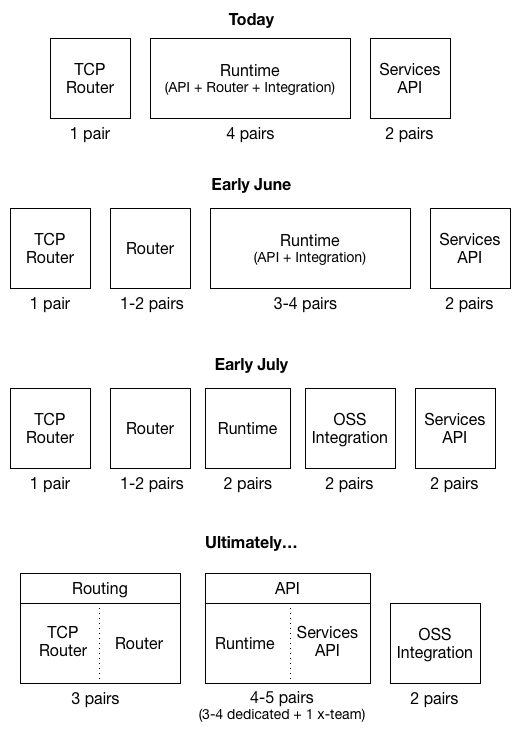 Today
TCP
Router
Runtime
(API + Router + Integration)
Services
API
1 pair
4 pairs
2 pairs
Early June
TCP
Router
Router
Runtime
(API + Integration)
Services
API
1 pair
1-2 pairs
3-4 pairs
2 pairs
Early July
TCP
Router
Router
Runtime
OSS
Integration
Services
API
1 pair
1-2 pairs
2 pairs
2 pairs
2 pairs
Ultimately…
Routing
TCP
Router
Router
3 pairs
API
Runtime
Services
API
4-5 pairs
(3-4 dedicated + 1 x-team)
OSS
Integration
2 pairs